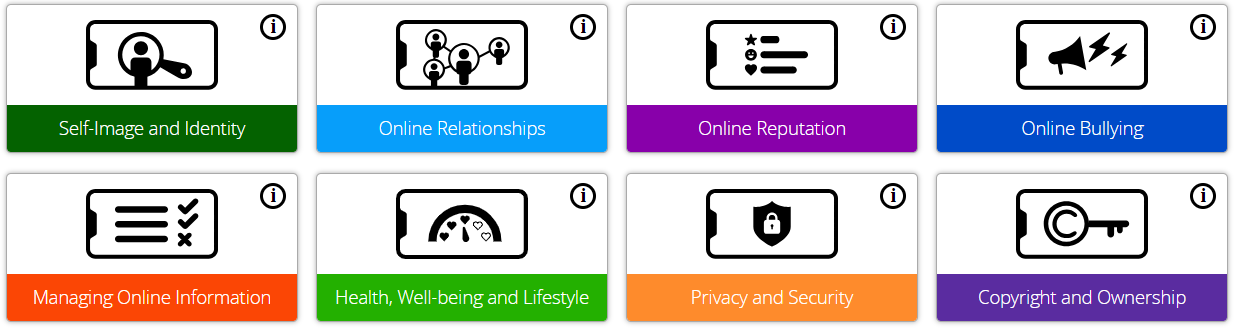 Self-Image and Identity
Online Relationships
Online Reputation
Online Bullying
Managing Online Information
Health, Well-being and Lifestyle
Privacy and Security
Copyright and Ownership